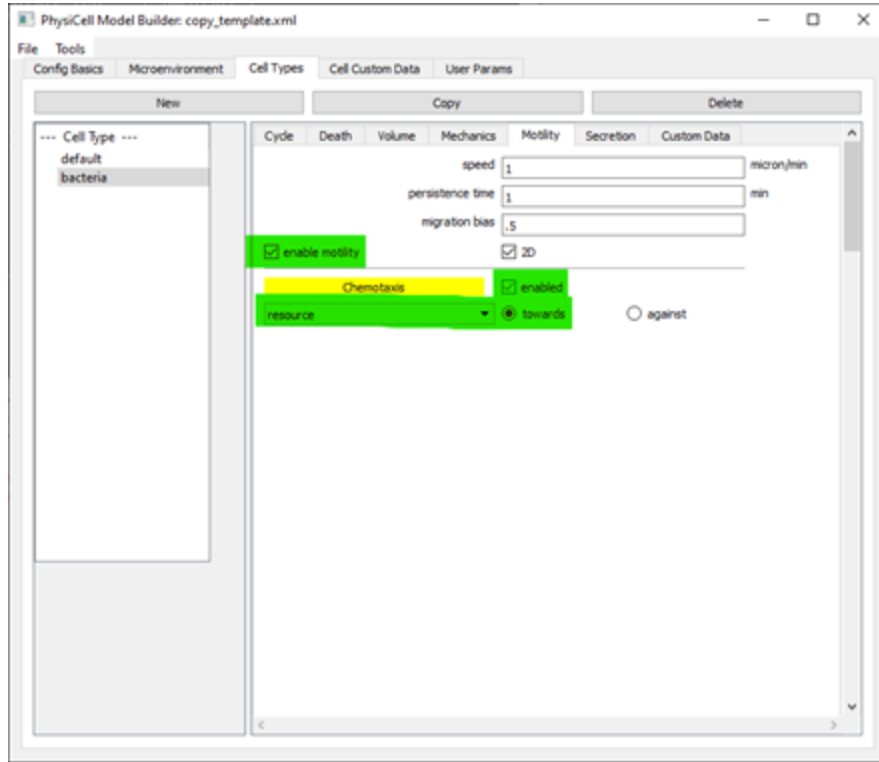 PhysiCell Model Builder: copy_template.xml
File Tools
Config Basics Microenvironment Cell Types Cell Custom Data User Params
New Copy Delete
--- Cell Type ---
default
bacteria
Cycle Death Volume Mechanics Motility Secretion Custom Data
speed 1 micron/min
persistence time 1 min
migration bias .5
enable motility 2D
Chemotaxis enabled
resource towards against